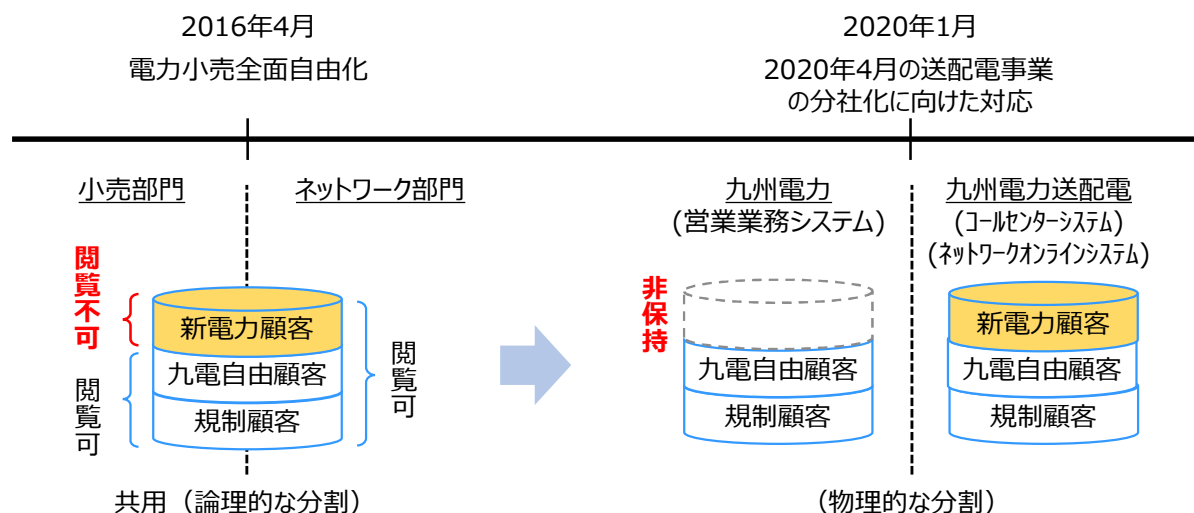 2016年4月
電力小売全面自由化
2020年1月
2020年4月の送配電事業
の分社化に向けた対応
小売部門
ネットワーク部門
閲覧不可
閲覧可
新電力顧客
九電自由顧客
規制顧客
閲覧可
共用（論理的な分割）
九州電力
(営業業務システム)
非保持
九電自由顧客
規制顧客
九州電力送配電
(コールセンターシステム)
(ネットワークオンラインシステム)
新電力顧客
九電自由顧客
規制顧客
(物理的な分割）